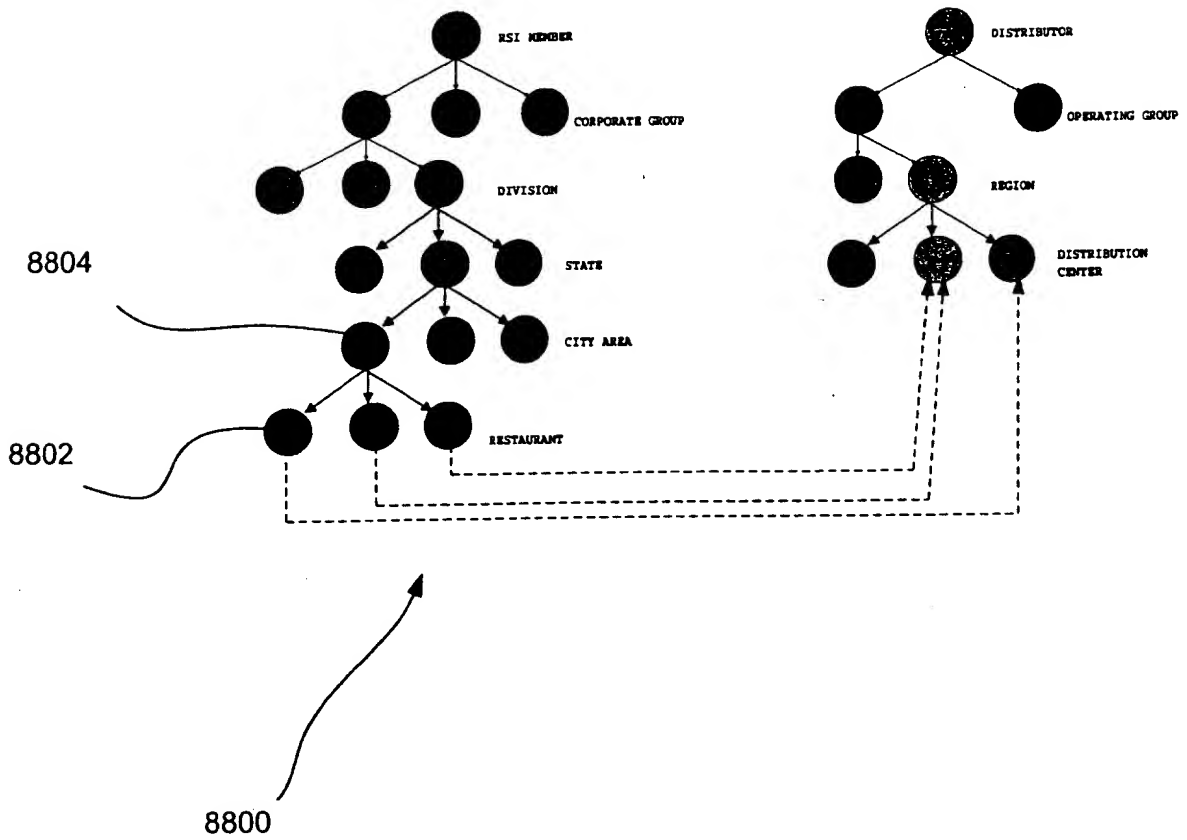 RSI MEMBER
DISTRIBUTOR
CORPORATE GROUP
OPERATING GROUP
DIVISION
REGION
8804
STATE
DISTRIBUTION
CENTER
CITY AREA
8802
RESTAURANT
8800